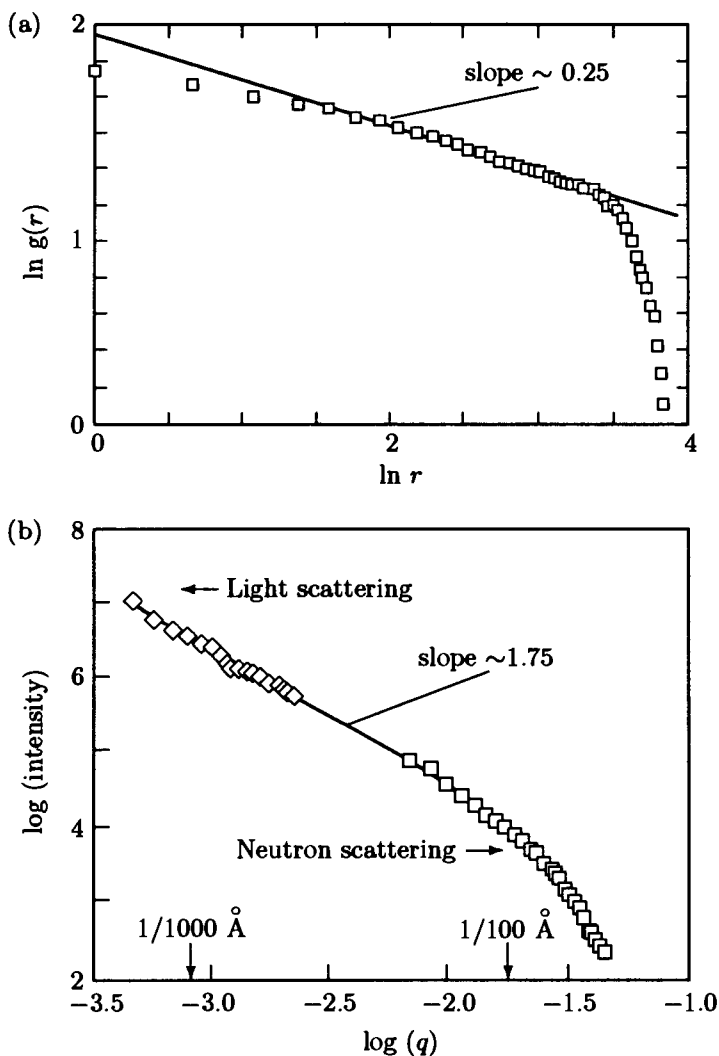 (a)
2
slope ~ 0.25
ln g(r)
1
0
0
2
4
ln r
(b)
8
← Light scattering
slope ~1.75
6
log (intensity)
4
Neutron scattering →
1/1000 Å
1/100 Å
2
−3.5
−3.0
−2.5
−2.0
−1.5
−1.0
log (q)